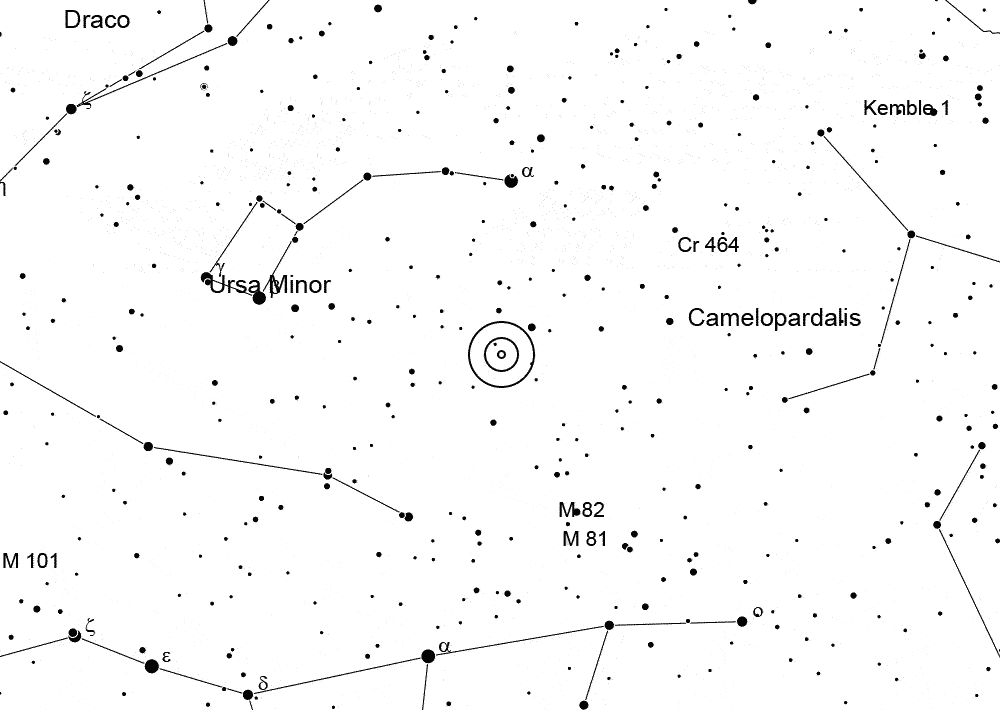 Draco
ζ
Kemble 1
α
η
Cr 464
γ
Ursa Minor
β
Camelopardalis
M 82
M 81
M 101
ο
ζ
α
ε
δ